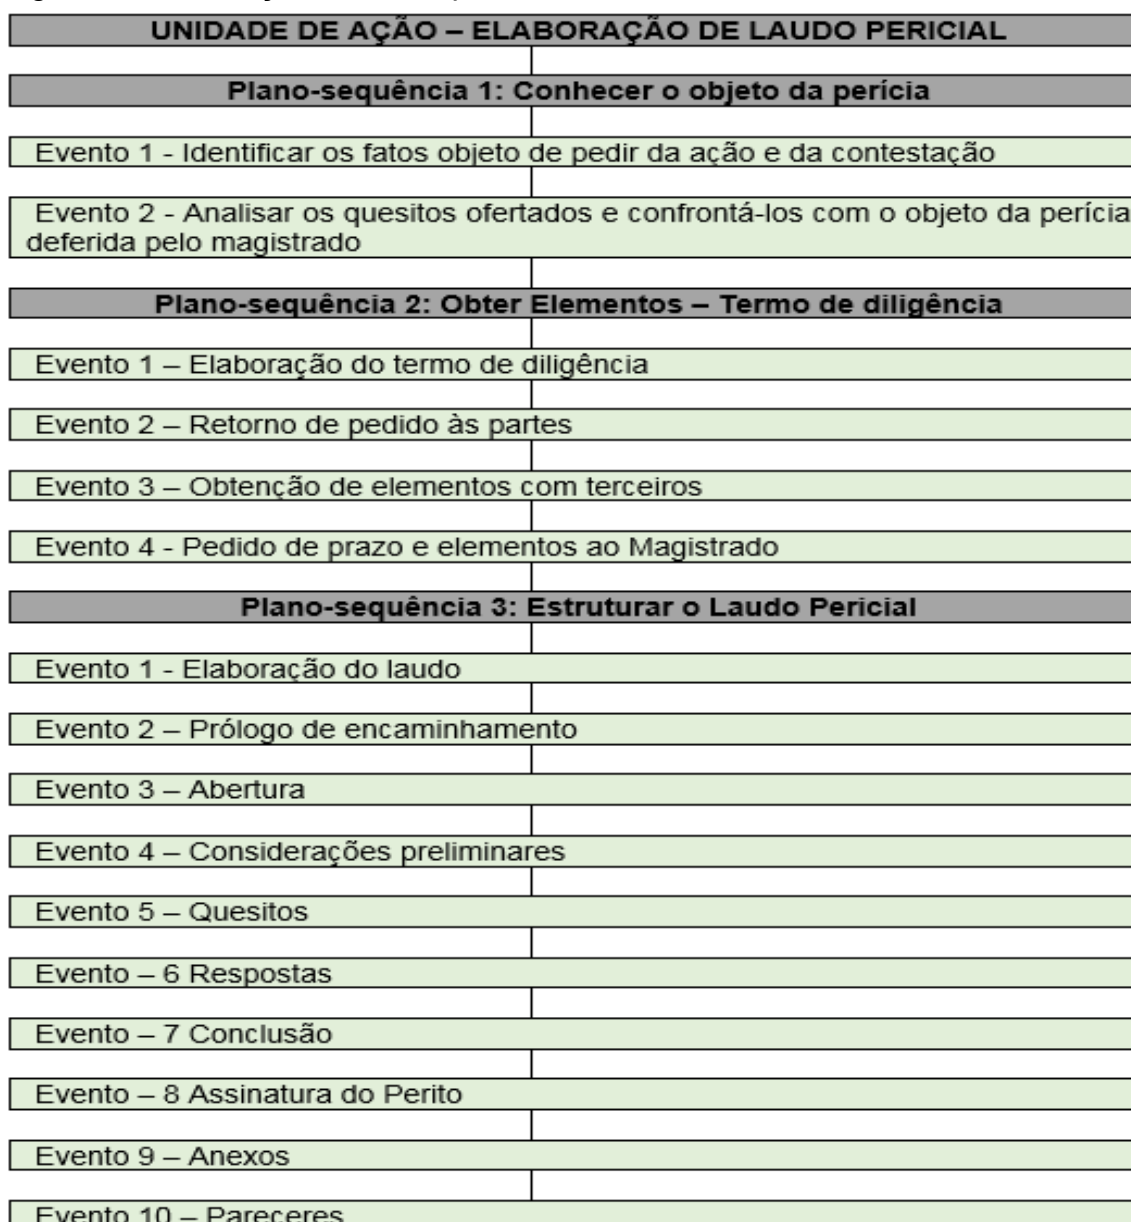 UNIDADE DE AÇÃO – ELABORAÇÃO DE LAUDO PERICIAL
Plano-sequência 1: Conhecer o objeto da perícia
Evento 1 - Identificar os fatos objeto de pedir da ação e da contestação
Evento 2 - Analisar os quesitos ofertados e confrontá-los com o objeto da perícia
deferida pelo magistrado
Plano-sequência 2: Obter Elementos – Termo de diligência
Evento 1 – Elaboração do termo de diligência
Evento 2 – Retorno de pedido às partes
Evento 3 – Obtenção de elementos com terceiros
Evento 4 - Pedido de prazo e elementos ao Magistrado
Plano-sequência 3: Estruturar o Laudo Pericial
Evento 1 - Elaboração do laudo
Evento 2 – Prólogo de encaminhamento
Evento 3 – Abertura
Evento 4 – Considerações preliminares
Evento 5 – Quesitos
Evento – 6 Respostas
Evento – 7 Conclusão
Evento – 8 Assinatura do Perito
Evento 9 – Anexos
Evento 10 – Pareceres